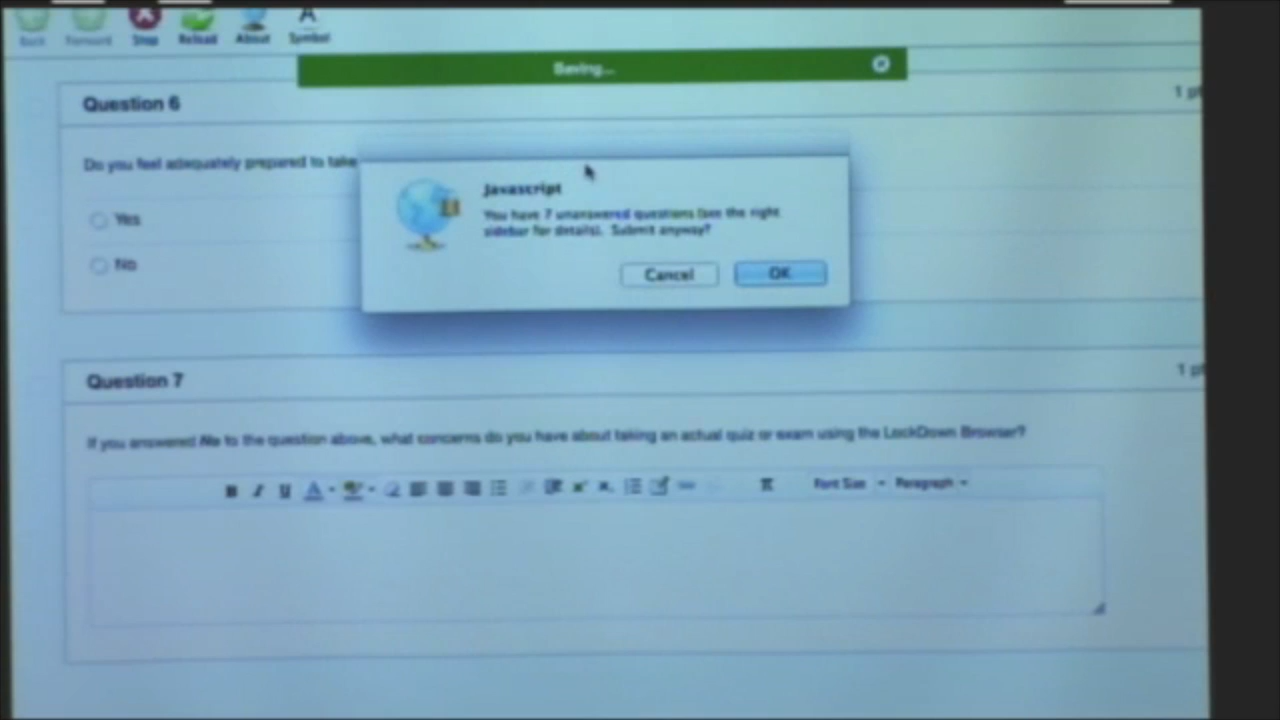 Back Forward Stop Reload About Symbol
Saving...
Question 6
1 p
Do you feel adequately prepared to take
Yes
No
Javascript
You have 7 unanswered questions (see the right
sidebar for details). Submit anyway?
Cancel OK
Question 7
1 p
If you answered No to the question above, what concerns do you have about taking an actual quiz or exam using the LockDown Browser?
B I U A Font Size Paragraph